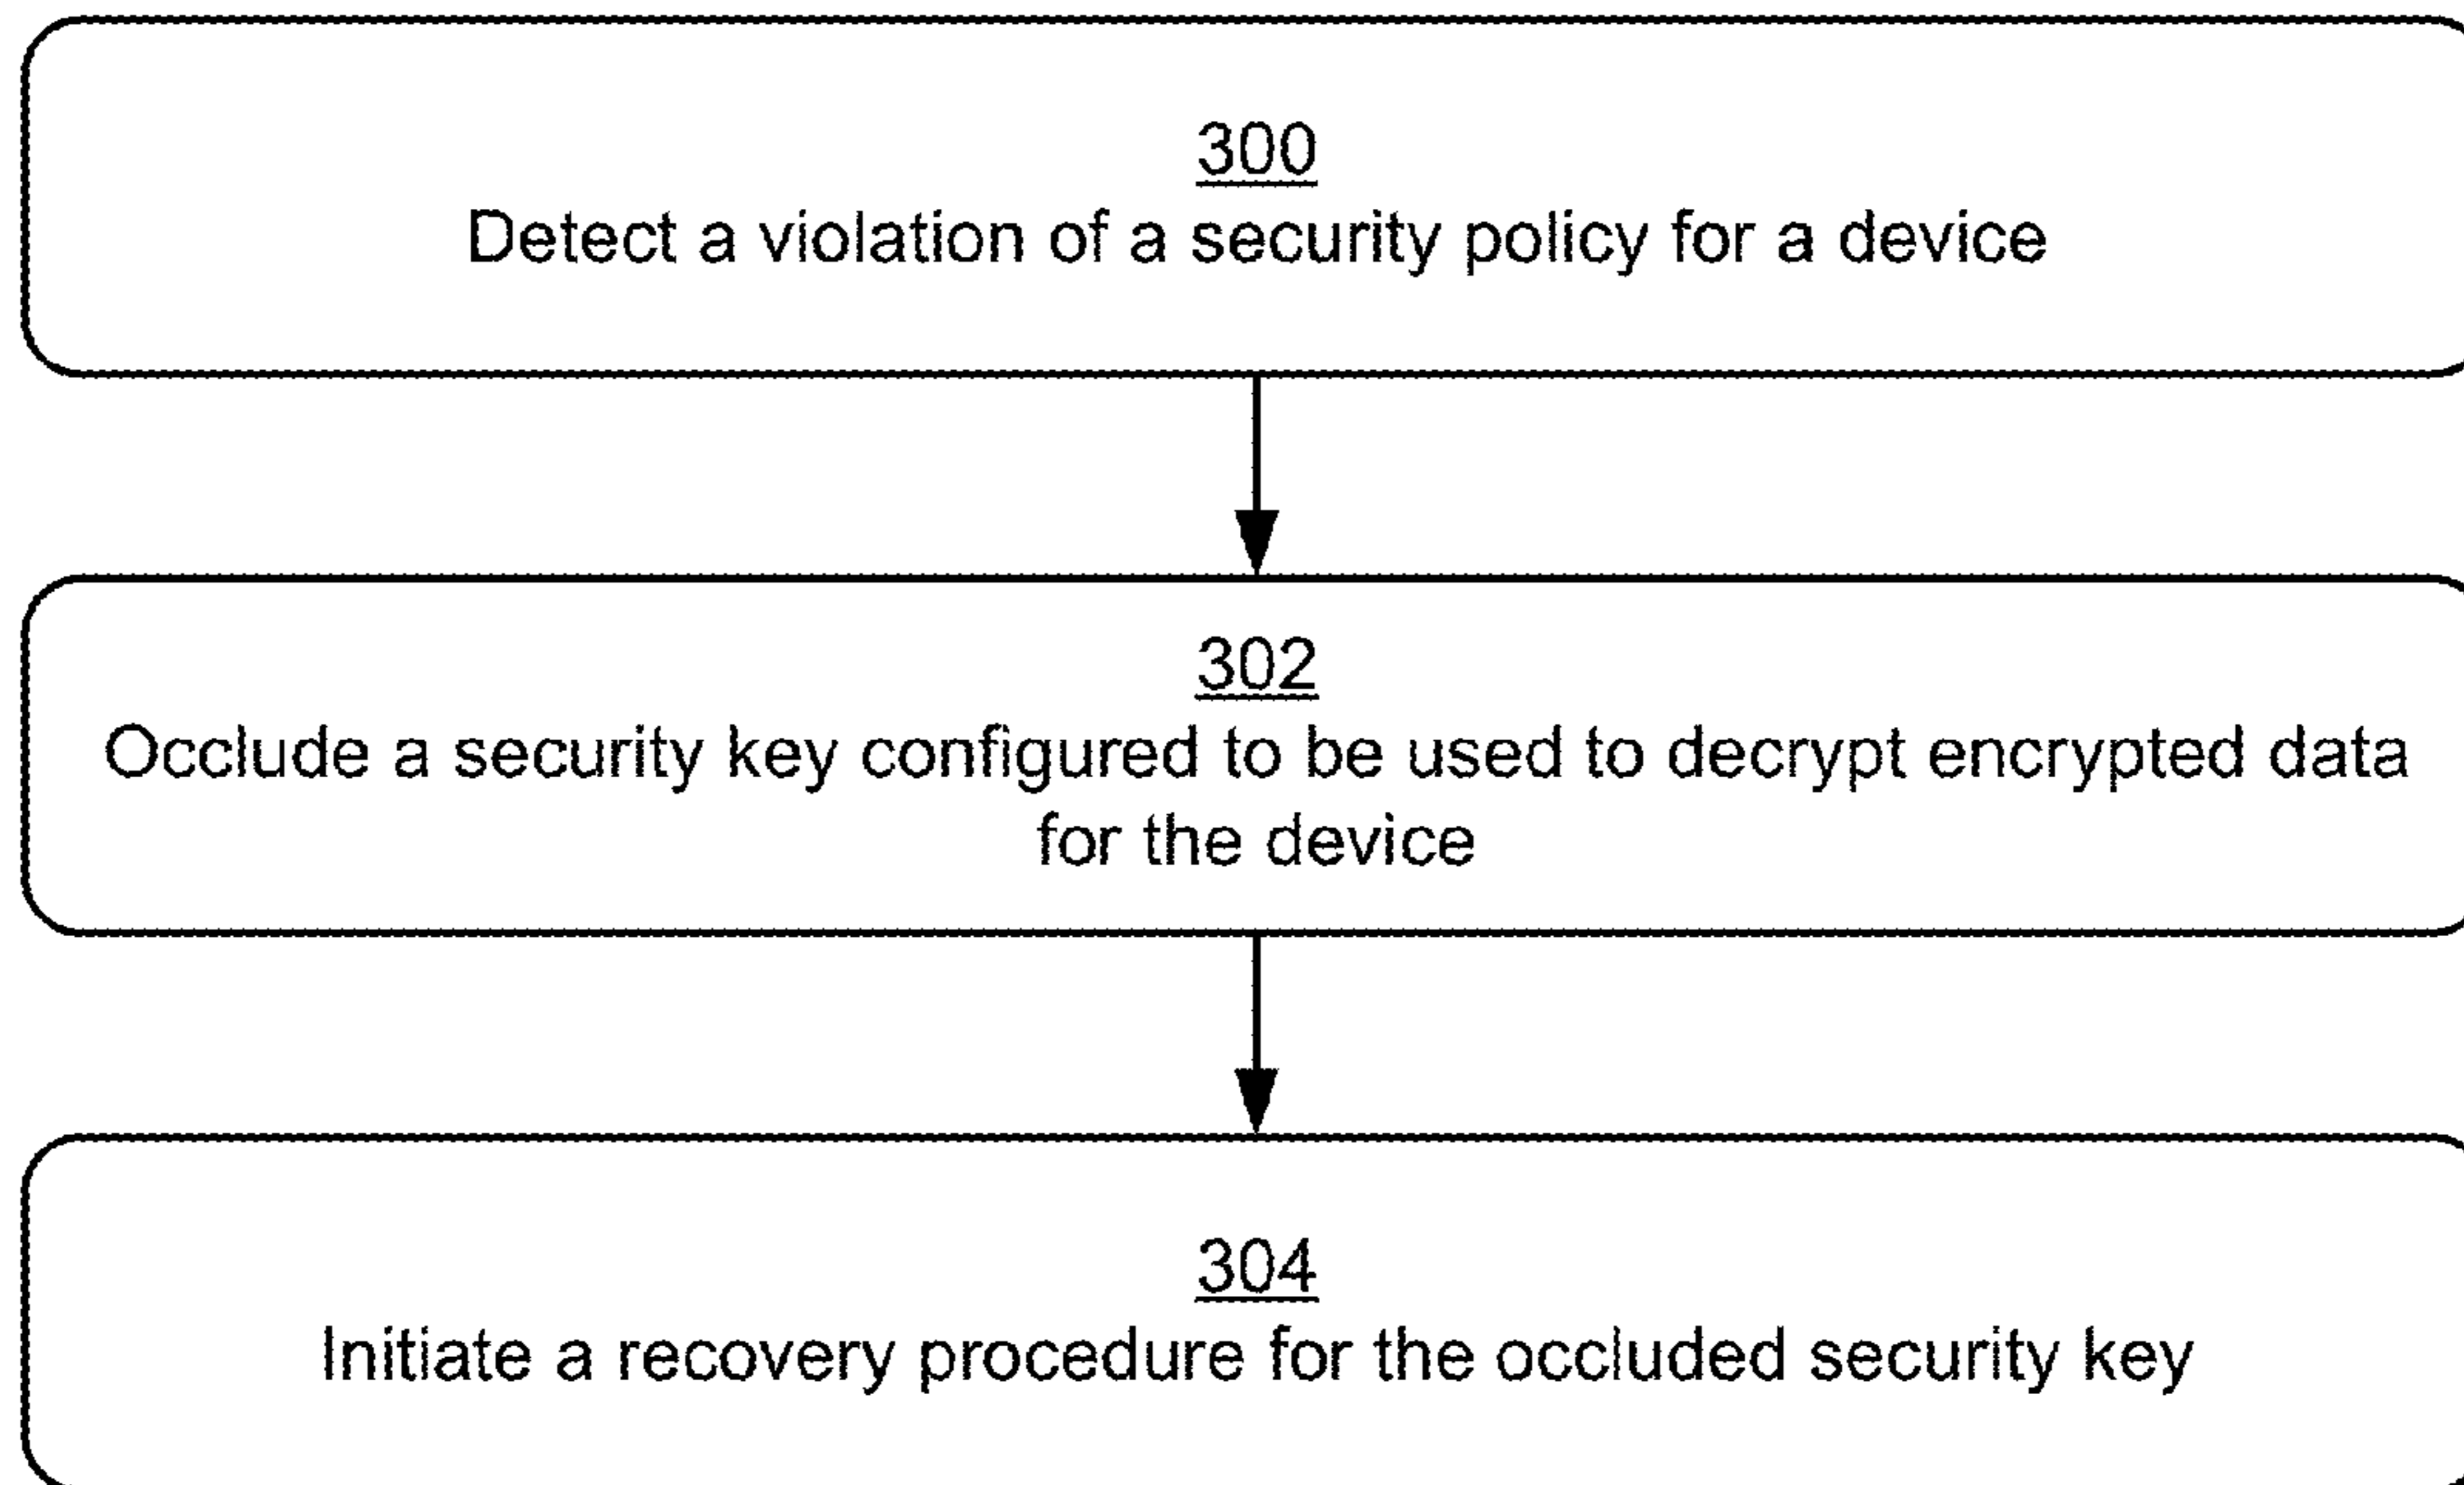 300
Detect a violation of a security policy for a device
302
Occlude a security key configured to be used to decrypt encrypted data
for the device
304
Initiate a recovery procedure for the occluded security key